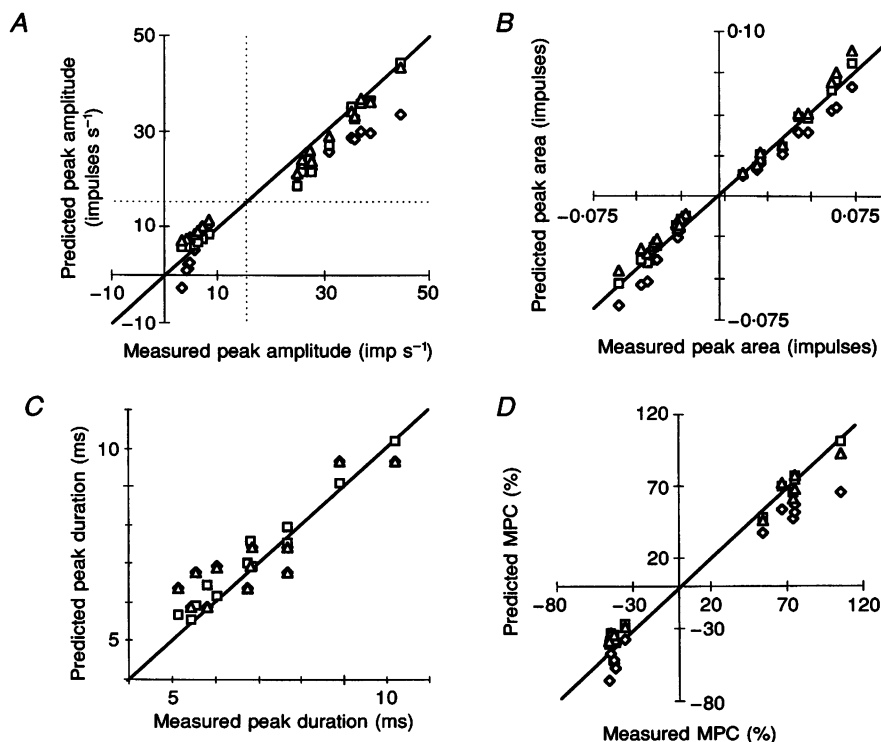 A
Predicted peak amplitude
(impulses s⁻¹)
50
30
10
-10
-10
10
30
50
Measured peak amplitude (imp s⁻¹)
B
Predicted peak area (impulses)
0·10
-0·075
0·075
-0·075
Measured peak area (impulses)
C
Predicted peak duration (ms)
10
5
5
10
Measured peak duration (ms)
D
Predicted MPC (%)
120
70
20
-80
-30
20
70
120
-30
-80
Measured MPC (%)